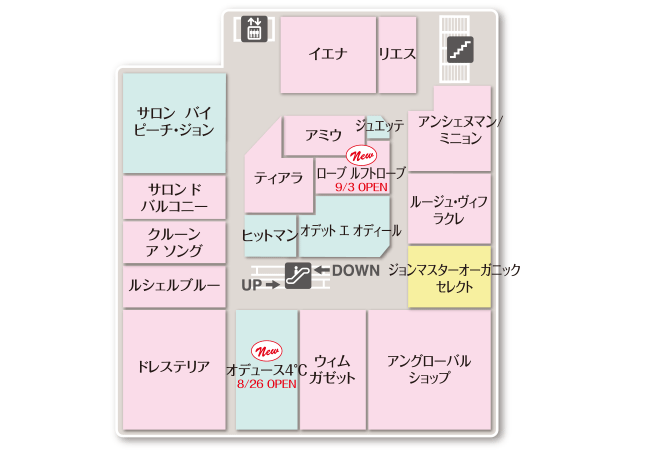 イエナ
リエス
サロン バイ
ピーチ・ジョン
アミウ
ジュエッテ
アンシェヌマン/
ミニョン
New
ティアラ
ローブ ルフトローブ
9/3 OPEN
サロン ド
バルコニー
ルージュ・ヴィフ
ラクレ
クルーン
ア ソング
ヒットマン
オデット エ オディール
ルシェルブルー
DOWN
UP
ジョンマスターオーガニック
セレクト
New
ドレステリア
オデュース4℃
8/26 OPEN
ウィム
ガゼット
アングローバル
ショップ